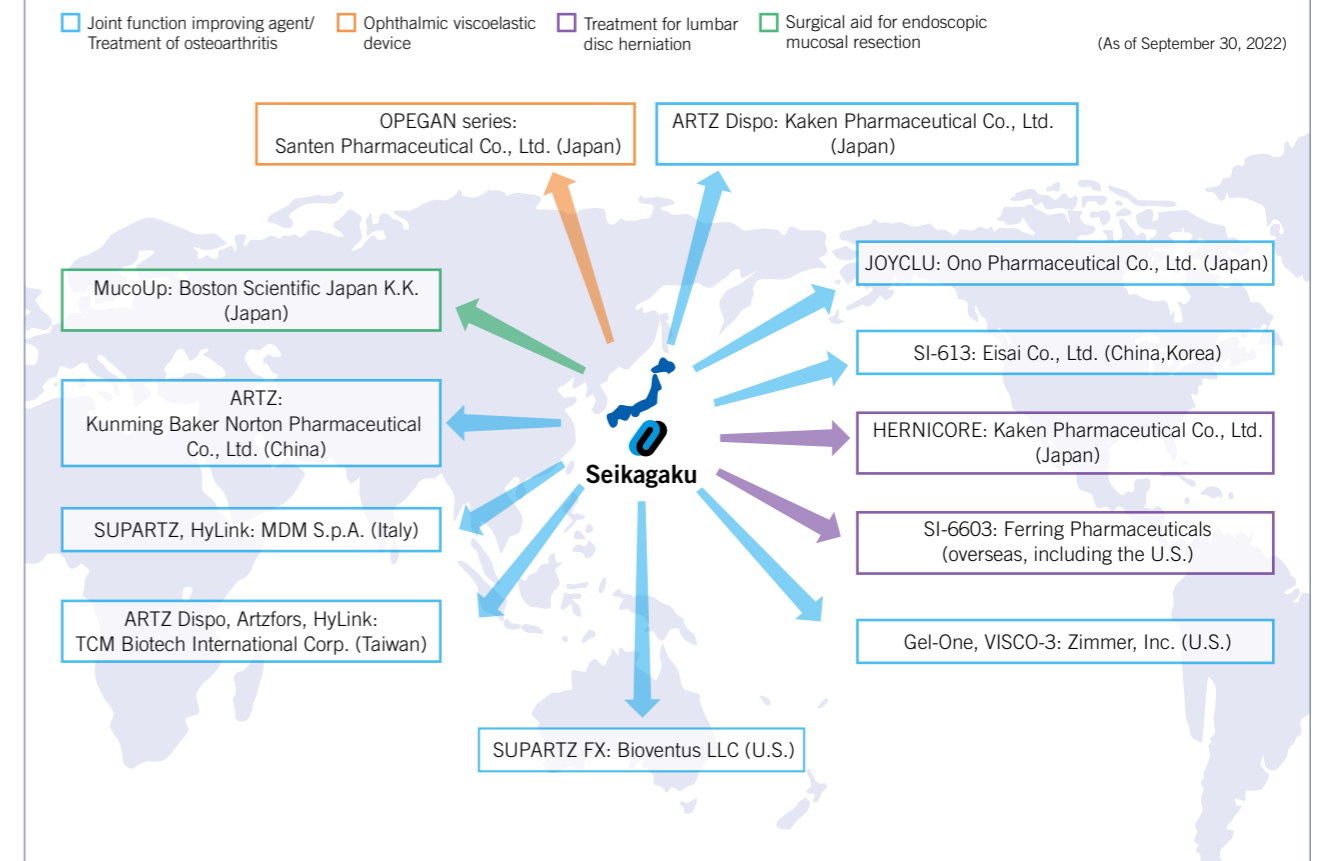 Joint function improving agent/
Treatment of osteoarthritis
Ophthalmic viscoelastic
device
Treatment for lumbar
disc herniation
Surgical aid for endoscopic
mucosal resection
(As of September 30, 2022)
OPEGAN series:
Santen Pharmaceutical Co., Ltd. (Japan)
ARTZ Dispo: Kaken Pharmaceutical Co., Ltd.
(Japan)
MucoUp: Boston Scientific Japan K.K.
(Japan)
JOYCLU: Ono Pharmaceutical Co., Ltd. (Japan)
SI-613: Eisai Co., Ltd. (China,Korea)
ARTZ:
Kunming Baker Norton Pharmaceutical
Co., Ltd. (China)
HERNICORE: Kaken Pharmaceutical Co., Ltd.
(Japan)
Seikagaku
SUPARTZ, HyLink: MDM S.p.A. (Italy)
SI-6603: Ferring Pharmaceuticals
(overseas, including the U.S.)
ARTZ Dispo, Artzfors, HyLink:
TCM Biotech International Corp. (Taiwan)
Gel-One, VISCO-3: Zimmer, Inc. (U.S.)
SUPARTZ FX: Bioventus LLC (U.S.)